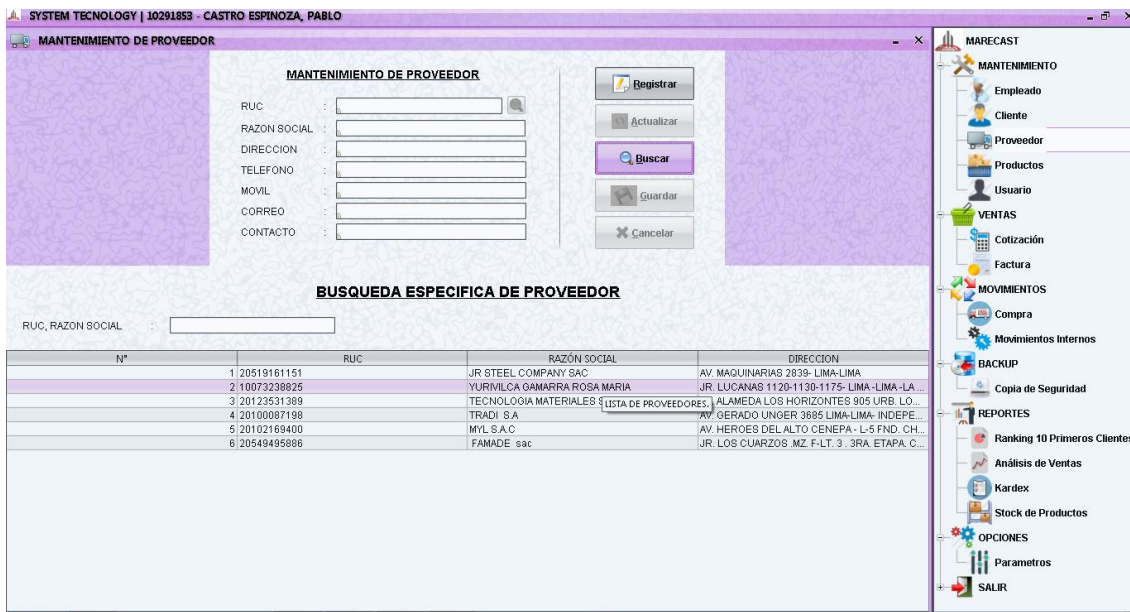 SYSTEM TECNOLOGY | 10291853 - CASTRO ESPINOZA, PABLO
MANTENIMIENTO DE PROVEEDOR
MANTENIMIENTO DE PROVEEDOR
RUC :
RAZON SOCIAL :
DIRECCION :
TELEFONO :
MOVIL :
CORREO :
CONTACTO :
Registrar
Actualizar
Buscar
Guardar
Cancelar
BUSQUEDA ESPECIFICA DE PROVEEDOR
RUC, RAZON SOCIAL :
N° RUC RAZÓN SOCIAL DIRECCION
1 20519161151 JR STEEL COMPANY SAC AV. MAQUINARIAS 2839- LIMA-LIMA
2 10073238825 YURIVILCA GAMARRA ROSA MARIA JR. LUCANAS 1120-1130-1175- LIMA -LIMA -LA ...
3 20123531389 TECNOLOGIA MATERIALES ALAMEDA LOS HORIZONTES 905 URB. LO...
LISTA DE PROVEEDORES.
4 20100087198 TRADI S.A AV. GERADO UNGER 3685 LIMA-LIMA- INDEPE...
5 20102169400 MYL S.A.C AV. HEROES DEL ALTO CENEPA - L-5 FND. CH...
6 20549495886 FAMADE sac JR. LOS CUARZOS .MZ. F-LT. 3 . 3RA. ETAPA. C...
MARECAST
MANTENIMIENTO
Empleado
Cliente
Proveedor
Productos
Usuario
VENTAS
Cotización
Factura
MOVIMIENTOS
Compra
Movimientos Internos
BACKUP
Copia de Seguridad
REPORTES
Ranking 10 Primeros Clientes
Análisis de Ventas
Kardex
Stock de Productos
OPCIONES
Parametros
SALIR